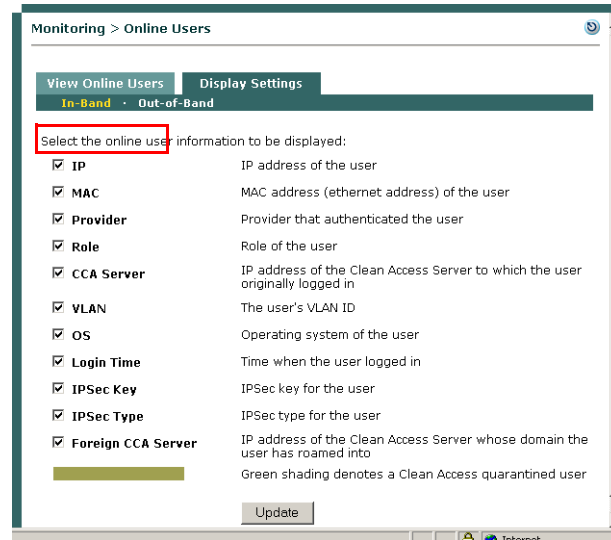 Monitoring > Online Users
View Online Users Display Settings
In-Band · Out-of-Band
Select the online user information to be displayed:
IP IP address of the user
MAC MAC address (ethernet address) of the user
Provider Provider that authenticated the user
Role Role of the user
CCA Server IP address of the Clean Access Server to which the user
originally logged in
VLAN The user's VLAN ID
OS Operating system of the user
Login Time Time when the user logged in
IPSec Key IPSec key for the user
IPSec Type IPSec type for the user
Foreign CCA Server IP address of the Clean Access Server whose domain the
user has roamed into
Green shading denotes a Clean Access quarantined user
Update
Internet